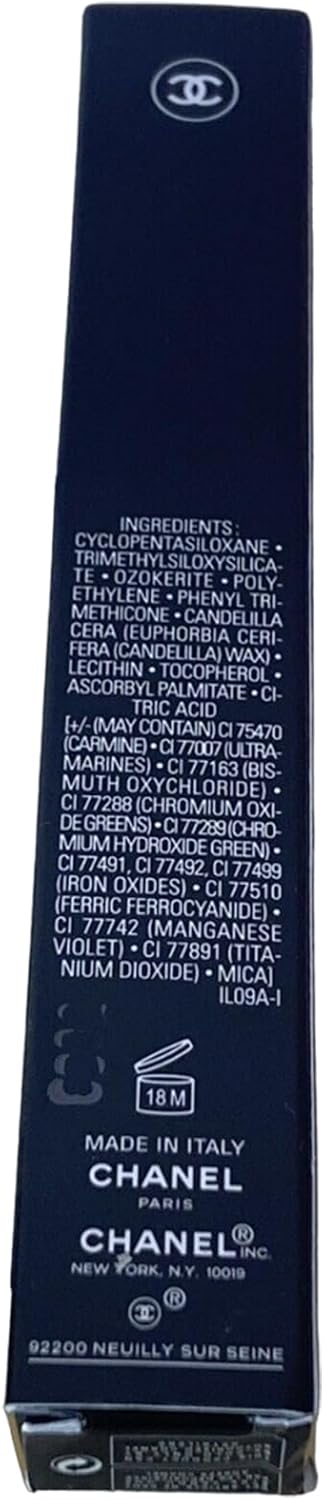 INGREDIENTS:
CYCLOPENTASILOXANE •
TRIMETHYLSILOXYSILICA-
TE • OZOKERITE • POLY-
ETHYLENE • PHENYL TRI-
METHICONE • CANDELILLA
CERA (EUPHORBIA CERI-
FERA (CANDELILLA) WAX) •
LECITHIN • TOCOPHEROL •
ASCORBYL PALMITATE • CI-
TRIC ACID
[+/- (MAY CONTAIN) CI 75470
(CARMINE) • CI 77007 (ULTRA-
MARINES) • CI 77163 (BIS-
MUTH OXYCHLORIDE) •
CI 77288 (CHROMIUM OXI-
DE GREENS) • CI 77289 (CHRO-
MIUM HYDROXIDE GREEN) •
CI 77491, CI 77492, CI 77499
(IRON OXIDES) • CI 77510
(FERRIC FERROCYANIDE) •
CI 77742 (MANGANESE
VIOLET) • CI 77891 (TITA-
NIUM DIOXIDE) • MICA]
IL09A-I
18 M
MADE IN ITALY
CHANEL
PARIS
CHANEL® INC.
NEW YORK, N.Y. 10019
®
92200 NEUILLY SUR SEINE